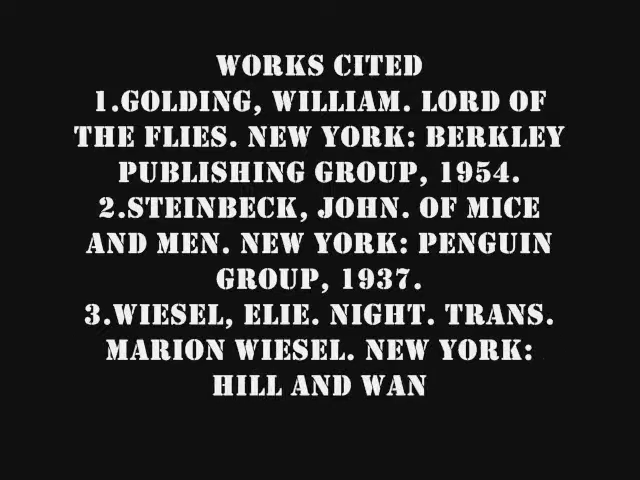 WORKS CITED
1.GOLDING, WILLIAM. LORD OF
THE FLIES. NEW YORK: BERKLEY
PUBLISHING GROUP, 1954.
2.STEINBECK, JOHN. OF MICE
AND MEN. NEW YORK: PENGUIN
GROUP, 1937.
3.WIESEL, ELIE. NIGHT. TRANS.
MARION WIESEL. NEW YORK:
HILL AND WAN